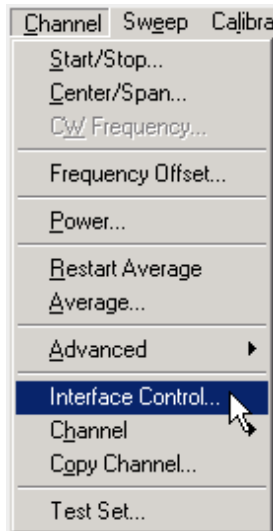 Channel Sweep Calibra
Start/Stop...
Center/Span...
CW Frequency...
Frequency Offset...
Power...
Restart Average
Average...
Advanced
Interface Control...
Channel
Copy Channel...
Test Set...